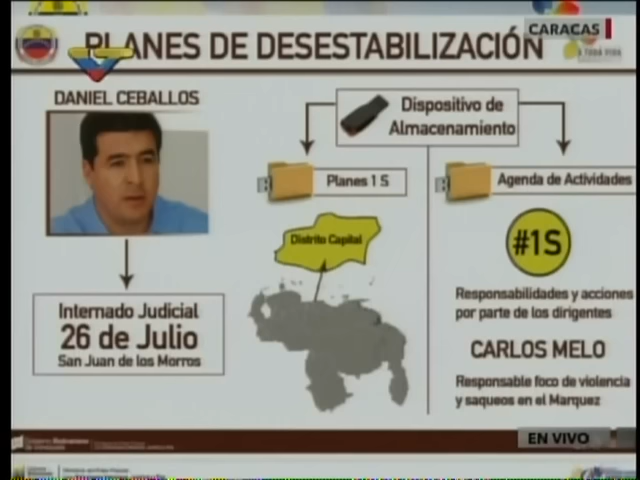 CARACAS
PLANES DE DESESTABILIZACIÓN
A TODA VIDA
DANIEL CEBALLOS
Internado Judicial
26 de Julio
San Juan de los Morros
Dispositivo de
Almacenamiento
Planes 1 S
Distrito Capital
Agenda de Actividades
#1S
Responsabilidades y acciones
por parte de los dirigentes
CARLOS MELO
Responsable foco de violencia
y saqueos en el Marquez
EN VIVO